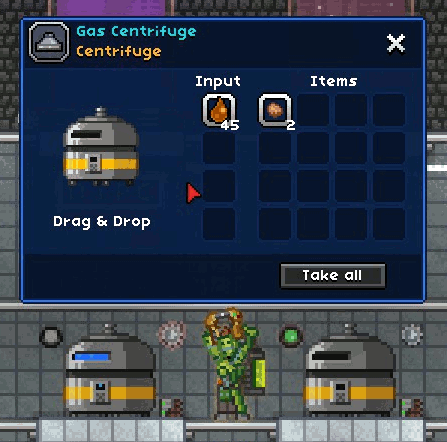 Gas Centrifuge
Centrifuge
Input
Items
45
2
Drag & Drop
Take all